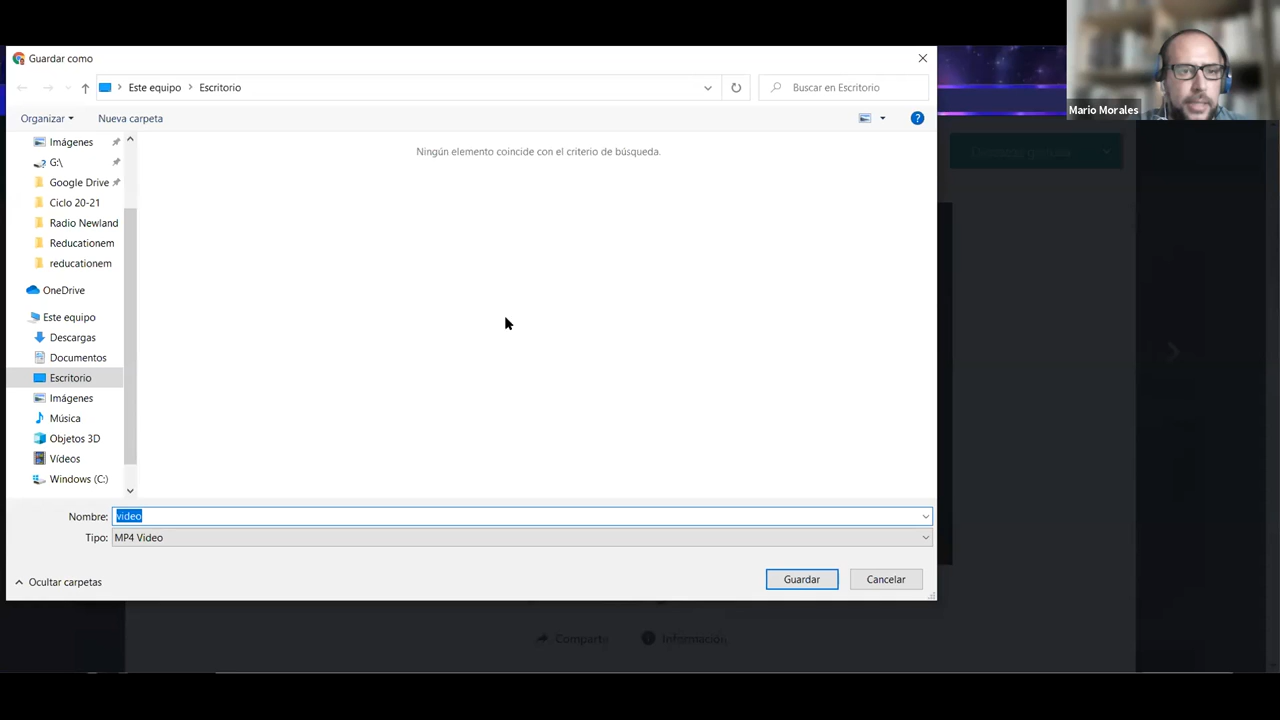 Guardar como
Mario Morales
Este equipo
Escritorio
Buscar en Escritorio
Organizar
Nueva carpeta
Imágenes
Ningún elemento coincide con el criterio de búsqueda.
G:\
Google Drive
Ciclo 20-21
Radio Newland
Reducationem
reducationem
OneDrive
Este equipo
Descargas
Documentos
Escritorio
Imágenes
Música
Objetos 3D
Vídeos
Windows (C:)
Nombre: video
Tipo: MP4 Video
Ocultar carpetas
Guardar
Cancelar
Compartir
Información